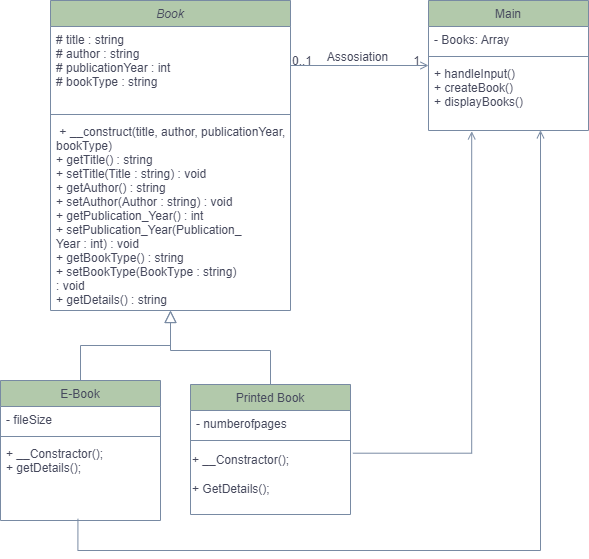 Book
# title : string
# author : string
# publicationYear : int
# bookType : string
+ __construct(title, author, publicationYear,
bookType)
+ getTitle() : string
+ setTitle(Title : string) : void
+ getAuthor() : string
+ setAuthor(Author : string) : void
+ getPublication_Year() : int
+ setPublication_Year(Publication_
Year : int) : void
+ getBookType() : string
+ setBookType(BookType : string)
: void
+ getDetails() : string
0..1 Assosiation 1
Main
- Books: Array
+ handleInput()
+ createBook()
+ displayBooks()
E-Book
- fileSize
+ __Constractor();
+ getDetails();
Printed Book
- numberofpages
+ __Constractor();
+ GetDetails();